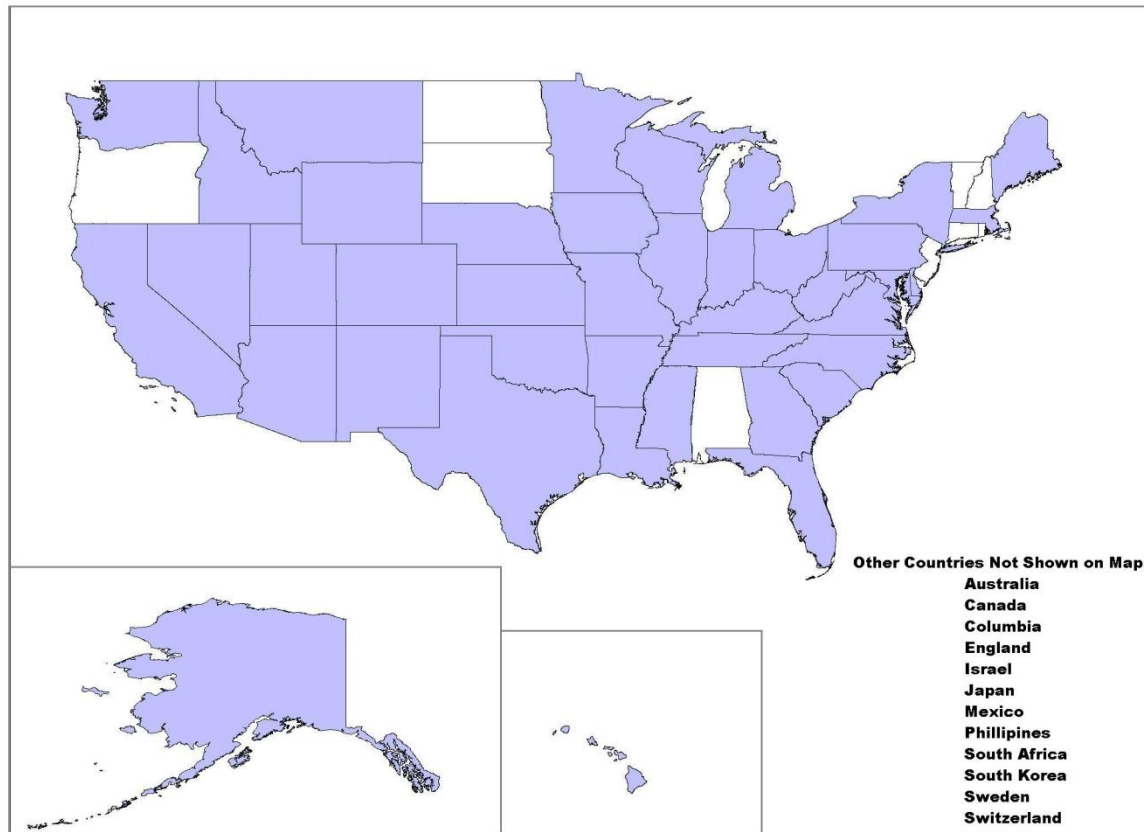 Other Countries Not Shown on Map
Australia
Canada
Columbia
England
Israel
Japan
Mexico
Phillipines
South Africa
South Korea
Sweden
Switzerland